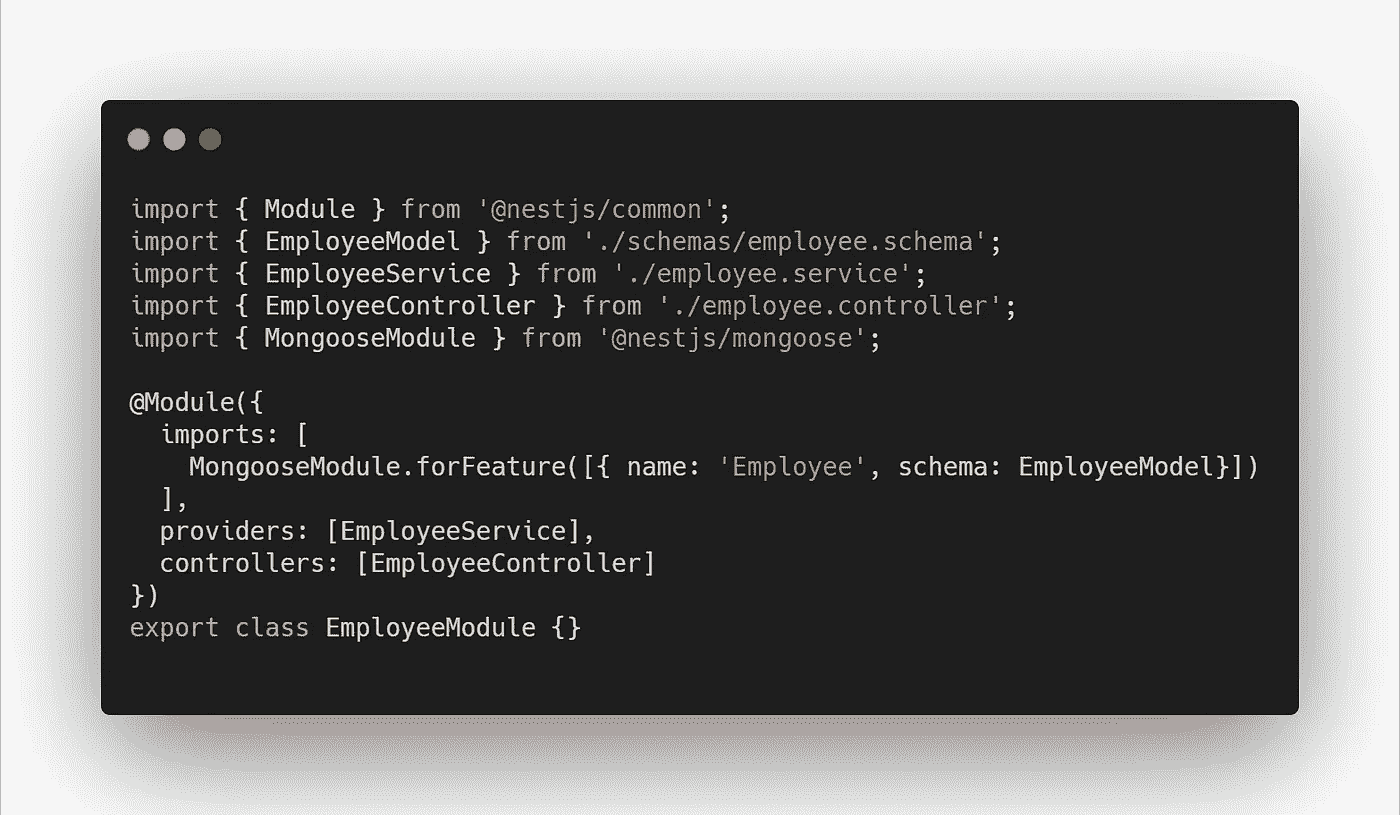 import { Module } from '@nestjs/common';
import { EmployeeModel } from './schemas/employee.schema';
import { EmployeeService } from './employee.service';
import { EmployeeController } from './employee.controller';
import { MongooseModule } from '@nestjs/mongoose';

@Module({
  imports: [
    MongooseModule.forFeature([{ name: 'Employee', schema: EmployeeModel}])
  ],
  providers: [EmployeeService],
  controllers: [EmployeeController]
})
export class EmployeeModule {}